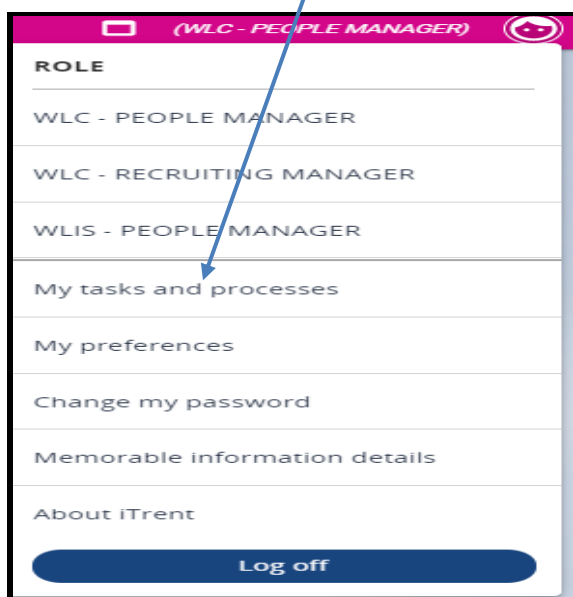 (WLC - PEOPLE MANAGER)
ROLE
WLC - PEOPLE MANAGER
WLC - RECRUITING MANAGER
WLIS - PEOPLE MANAGER
My tasks and processes
My preferences
Change my password
Memorable information details
About iTrent
Log off